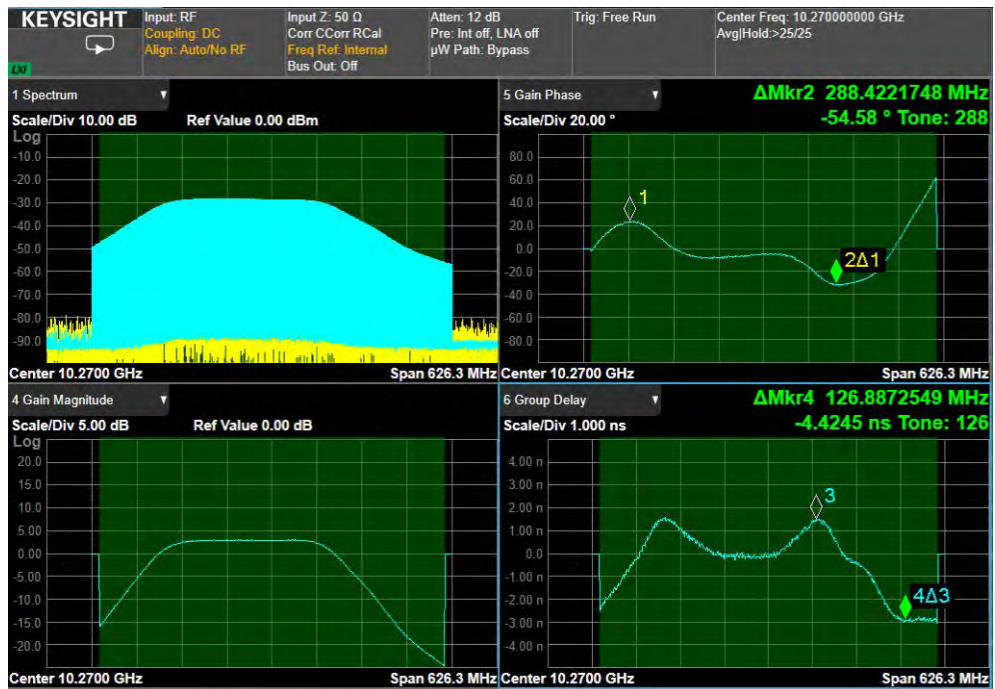 KEYSIGHT
LXI
Input: RF
Coupling: DC
Align: Auto/No RF
Input Z: 50 Ω
Corr CCorr RCal
Freq Ref: Internal
Bus Out: Off
Atten: 12 dB
Pre: Int off, LNA off
µW Path: Bypass
Trig: Free Run
Center Freq: 10.270000000 GHz
Avg|Hold:>25/25
1 Spectrum
Scale/Div 10.00 dB
Ref Value 0.00 dBm
Log
-10.0
-20.0
-30.0
-40.0
-50.0
-60.0
-70.0
-80.0
-90.0
Center 10.2700 GHz
Span 626.3 MHz
5 Gain Phase
ΔMkr2 288.4221748 MHz
Scale/Div 20.00 °
-54.58 ° Tone: 288
80.0
60.0
40.0
20.0
0.0
-20.0
-40.0
-60.0
-80.0
1
2Δ1
Center 10.2700 GHz
Span 626.3 MHz
4 Gain Magnitude
Scale/Div 5.00 dB
Ref Value 0.00 dB
Log
20.0
15.0
10.0
5.00
0.00
-5.00
-10.0
-15.0
-20.0
Center 10.2700 GHz
Span 626.3 MHz
6 Group Delay
ΔMkr4 126.8872549 MHz
Scale/Div 1.000 ns
-4.4245 ns Tone: 126
4.00 n
3.00 n
2.00 n
1.00 n
0.0
-1.00 n
-2.00 n
-3.00 n
-4.00 n
3
4Δ3
Center 10.2700 GHz
Span 626.3 MHz